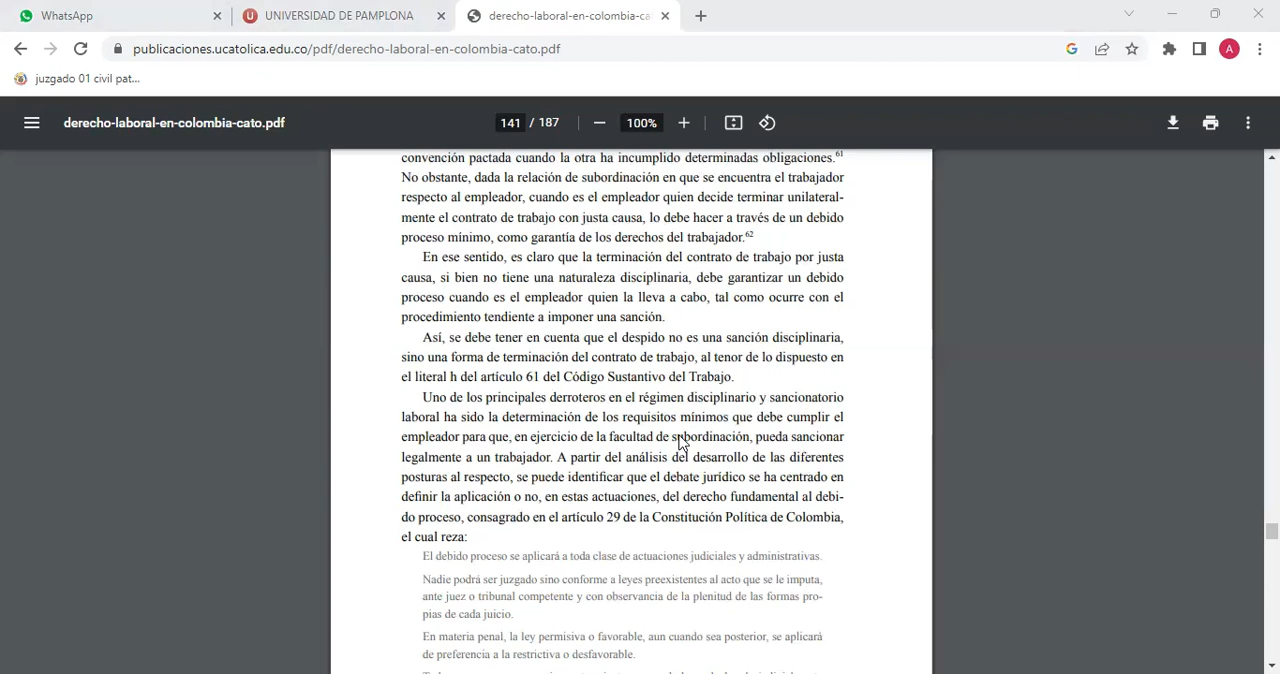 WhatsApp
UNIVERSIDAD DE PAMPLONA
derecho-laboral-en-colombia-ca
publicaciones.ucatolica.edu.co/pdf/derecho-laboral-en-colombia-cato.pdf
A
juzgado 01 civil pat...
derecho-laboral-en-colombia-cato.pdf
141 / 187
100%
convención pactada cuando la otra ha incumplido determinadas obligaciones.61
No obstante, dada la relación de subordinación en que se encuentra el trabajador
respecto al empleador, cuando es el empleador quien decide terminar unilateral-
mente el contrato de trabajo con justa causa, lo debe hacer a través de un debido
proceso mínimo, como garantía de los derechos del trabajador.62
En ese sentido, es claro que la terminación del contrato de trabajo por justa
causa, si bien no tiene una naturaleza disciplinaria, debe garantizar un debido
proceso cuando es el empleador quien la lleva a cabo, tal como ocurre con el
procedimiento tendiente a imponer una sanción.
Así, se debe tener en cuenta que el despido no es una sanción disciplinaria,
sino una forma de terminación del contrato de trabajo, al tenor de lo dispuesto en
el literal h del artículo 61 del Código Sustantivo del Trabajo.
Uno de los principales derroteros en el régimen disciplinario y sancionatorio
laboral ha sido la determinación de los requisitos mínimos que debe cumplir el
empleador para que, en ejercicio de la facultad de subordinación, pueda sancionar
legalmente a un trabajador. A partir del análisis del desarrollo de las diferentes
posturas al respecto, se puede identificar que el debate jurídico se ha centrado en
definir la aplicación o no, en estas actuaciones, del derecho fundamental al debi-
do proceso, consagrado en el artículo 29 de la Constitución Política de Colombia,
el cual reza:
El debido proceso se aplicará a toda clase de actuaciones judiciales y administrativas.
Nadie podrá ser juzgado sino conforme a leyes preexistentes al acto que se le imputa,
ante juez o tribunal competente y con observancia de la plenitud de las formas pro-
pias de cada juicio.
En materia penal, la ley permisiva o favorable, aun cuando sea posterior, se aplicará
de preferencia a la restrictiva o desfavorable.